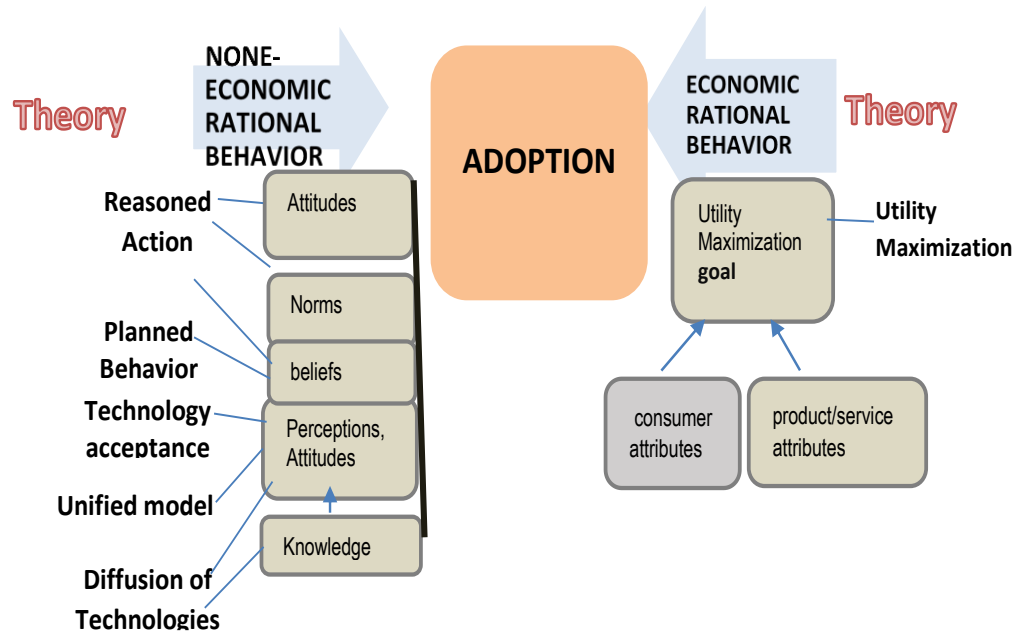 NONE-
ECONOMIC
RATIONAL
BEHAVIOR
Theory
ADOPTION
ECONOMIC
RATIONAL
BEHAVIOR
Theory
Reasoned
Action
Planned
Behavior
Technology
acceptance
Unified model
Diffusion of
Technologies
Attitudes
Norms
beliefs
Perceptions,
Attitudes
Knowledge
Utility
Maximization
goal
Utility
Maximization
consumer
attributes
product/service
attributes